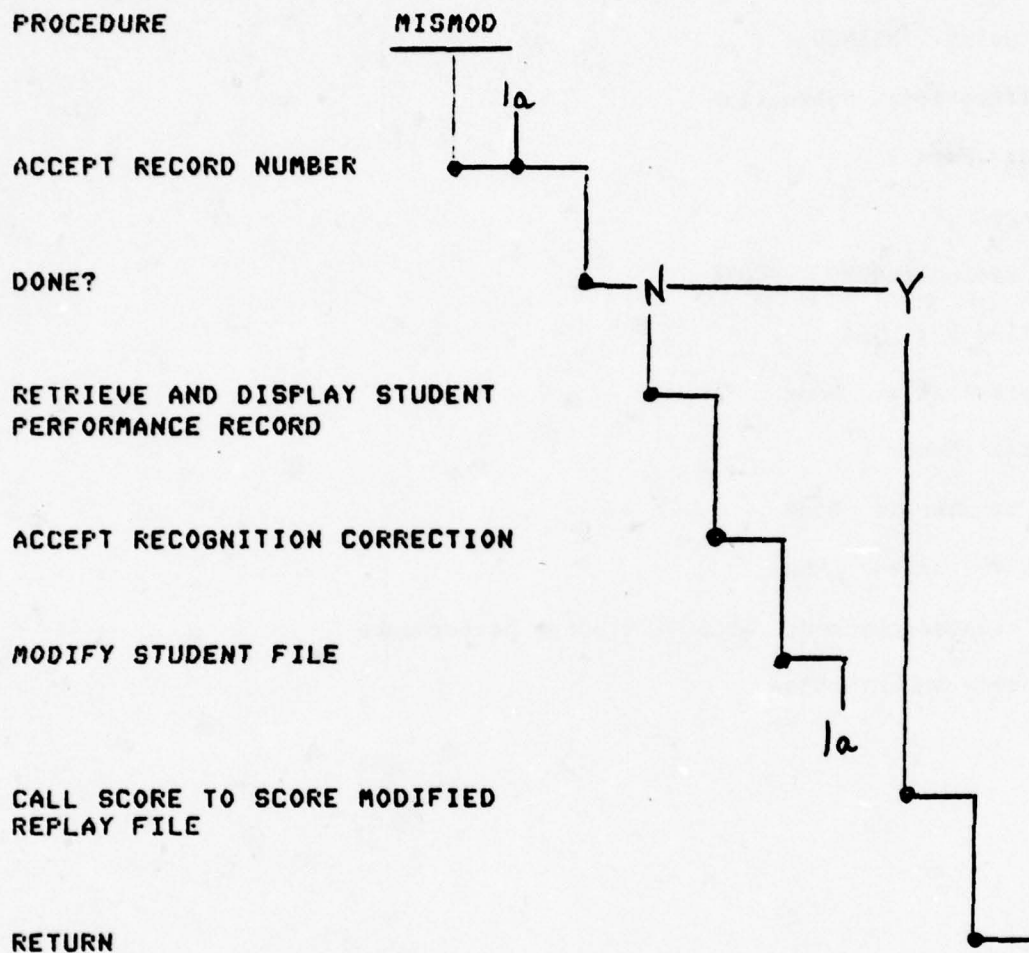 PROCEDURE MISMOD
1a
ACCEPT RECORD NUMBER
DONE? N Y
RETRIEVE AND DISPLAY STUDENT
PERFORMANCE RECORD
ACCEPT RECOGNITION CORRECTION
MODIFY STUDENT FILE
1a
CALL SCORE TO SCORE MODIFIED
REPLAY FILE
RETURN